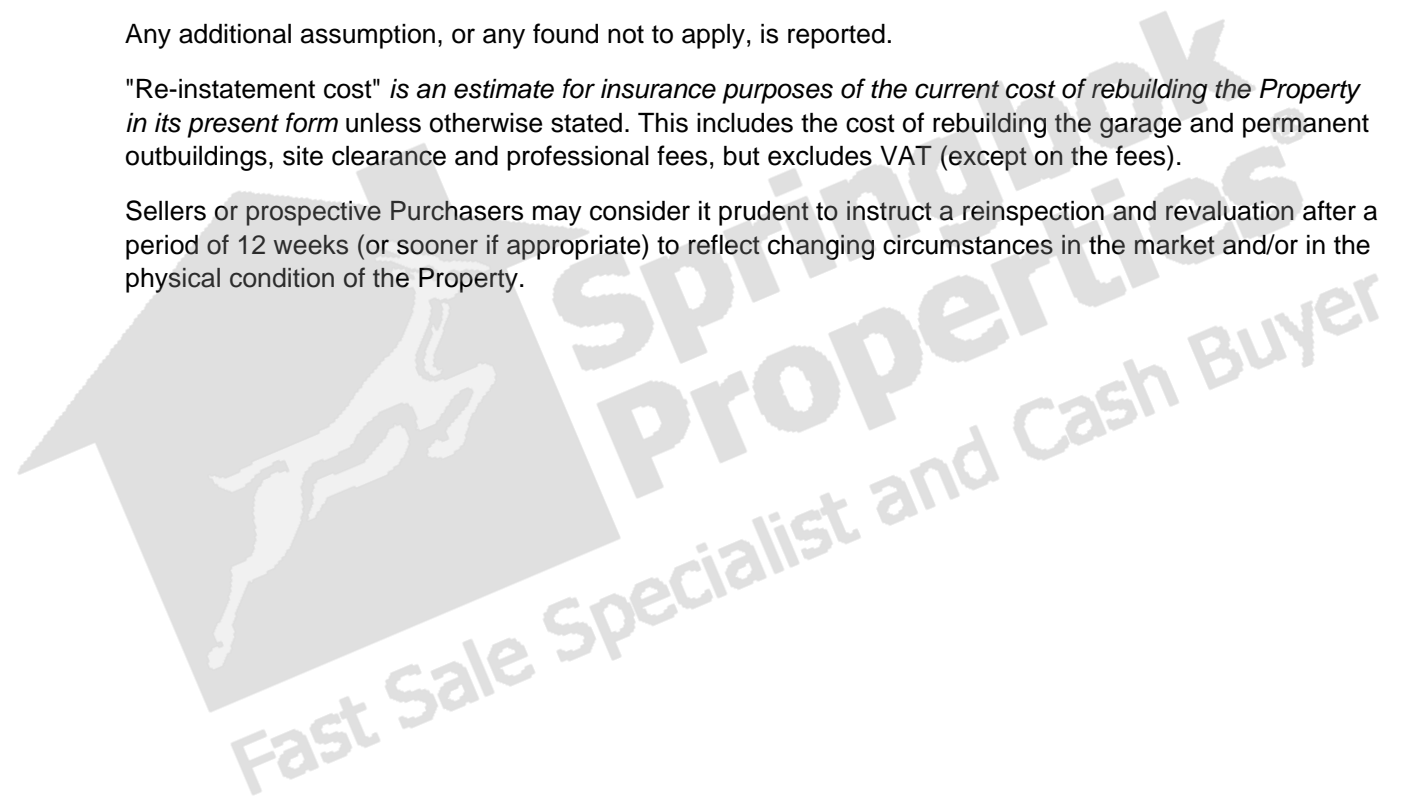 Any additional assumption, or any found not to apply, is reported.
"Re-instatement cost" is an estimate for insurance purposes of the current cost of rebuilding the Property
in its present form unless otherwise stated. This includes the cost of rebuilding the garage and permanent
outbuildings, site clearance and professional fees, but excludes VAT (except on the fees).
Sellers or prospective Purchasers may consider it prudent to instruct a reinspection and revaluation after a
period of 12 weeks (or sooner if appropriate) to reflect changing circumstances in the market and/or in the
physical condition of the Property.
Springbok
Properties®
Fast Sale Specialist and Cash Buyer